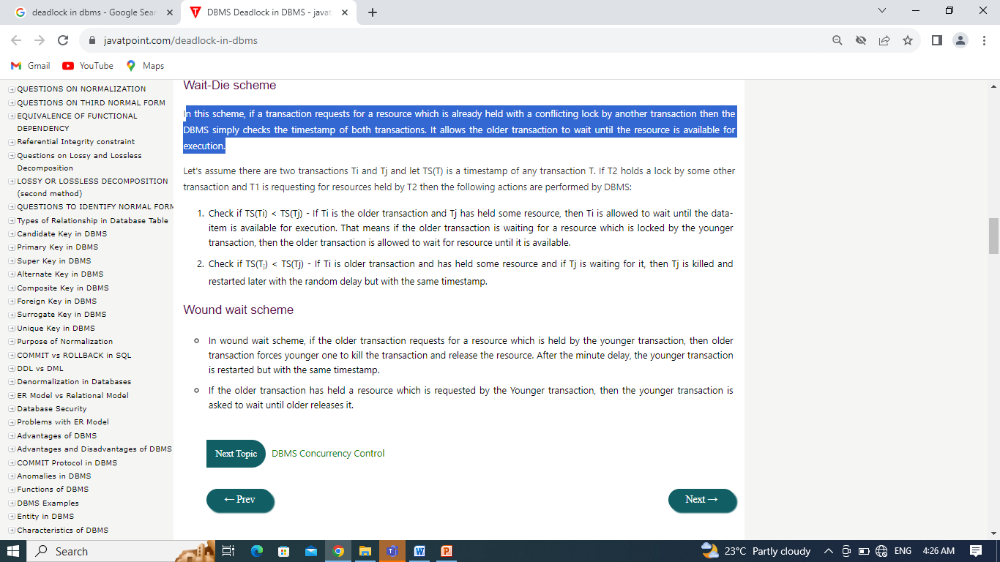 deadlock in dbms - Google Sear
DBMS Deadlock in DBMS - javat
javatpoint.com/deadlock-in-dbms
Gmail
YouTube
Maps
QUESTIONS ON NORMALIZATION
QUESTIONS ON THIRD NORMAL FORM
EQUIVALENCE OF FUNCTIONAL
DEPENDENCY
Referential Integrity constraint
Questions on Lossy and Lossless
Decomposition
LOSSY OR LOSSLESS DECOMPOSITION
(second method)
QUESTIONS TO IDENTIFY NORMAL FORM
Types of Relationship in Database Table
Candidate Key in DBMS
Primary Key in DBMS
Super Key in DBMS
Alternate Key in DBMS
Composite Key in DBMS
Foreign Key in DBMS
Surrogate Key in DBMS
Unique Key in DBMS
Purpose of Normalization
COMMIT vs ROLLBACK in SQL
DDL vs DML
Denormalization in Databases
ER Model vs Relational Model
Database Security
Problems with ER Model
Advantages of DBMS
Advantages and Disadvantages of DBMS
COMMIT Protocol in DBMS
Anomalies in DBMS
Functions of DBMS
DBMS Examples
Entity in DBMS
Characteristics of DBMS
Wait-Die scheme
In this scheme, if a transaction requests for a resource which is already held with a conflicting lock by another transaction then the
DBMS simply checks the timestamp of both transactions. It allows the older transaction to wait until the resource is available for
execution.
Let's assume there are two transactions Ti and Tj and let TS(T) is a timestamp of any transaction T. If T2 holds a lock by some other
transaction and T1 is requesting for resources held by T2 then the following actions are performed by DBMS:
1. Check if TS(Ti) < TS(Tj) - If Ti is the older transaction and Tj has held some resource, then Ti is allowed to wait until the data-
item is available for execution. That means if the older transaction is waiting for a resource which is locked by the younger
transaction, then the older transaction is allowed to wait for resource until it is available.
2. Check if TS(Ti) < TS(Tj) - If Ti is older transaction and has held some resource and if Tj is waiting for it, then Tj is killed and
restarted later with the random delay but with the same timestamp.
Wound wait scheme
In wound wait scheme, if the older transaction requests for a resource which is held by the younger transaction, then older
transaction forces younger one to kill the transaction and release the resource. After the minute delay, the younger transaction
is restarted but with the same timestamp.
If the older transaction has held a resource which is requested by the Younger transaction, then the younger transaction is
asked to wait until older releases it.
Next Topic DBMS Concurrency Control
← Prev
Next →
Search
23°C Partly cloudy
ENG
4:26 AM